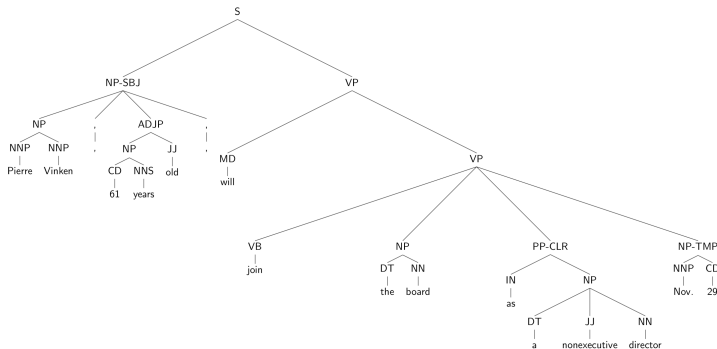 S
NP-SBJ VP
NP , ADJP ,
NNP NNP , NP JJ , MD VP
Pierre Vinken CD NNS old will
61 years
VB NP PP-CLR NP-TMP
join DT NN IN NP NNP CD
the board as Nov. 29
DT JJ NN
a nonexecutive director